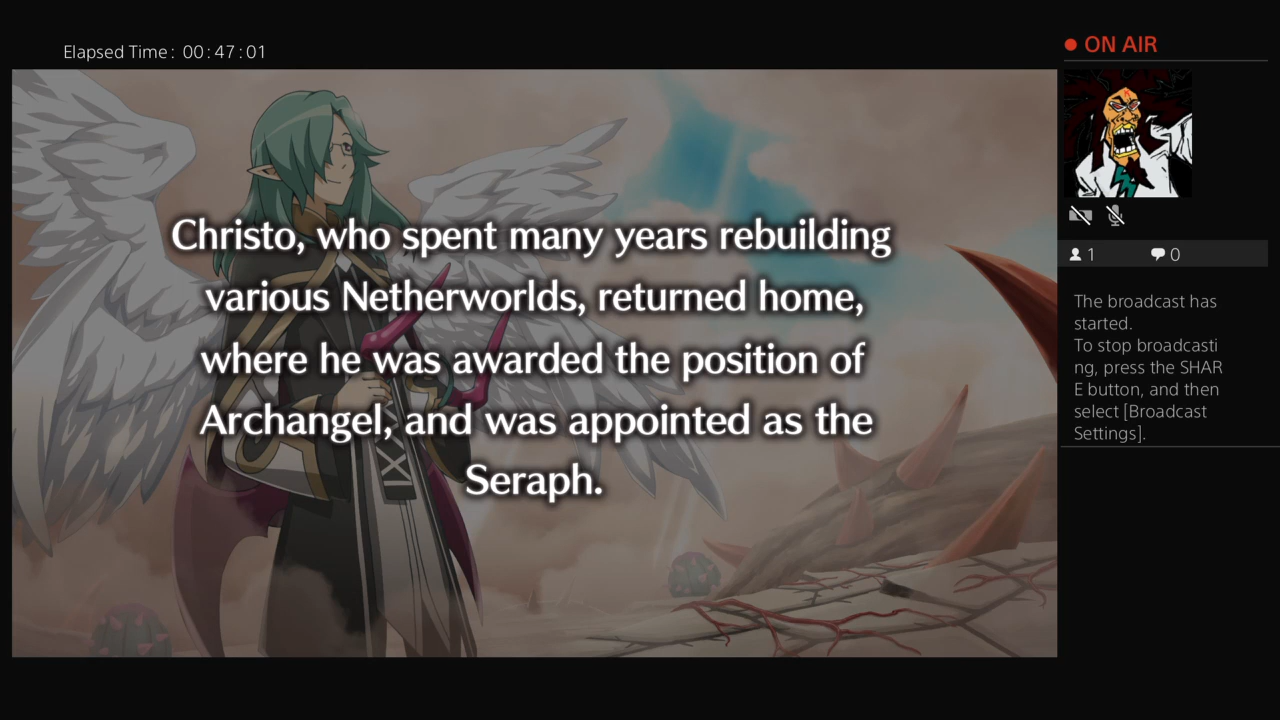 Elapsed Time: 00:47:01
ON AIR
Christo, who spent many years rebuilding
various Netherworlds, returned home,
where he was awarded the position of
Archangel, and was appointed as the
Seraph.
1
0
The broadcast has
started.
To stop broadcasti
ng, press the SHAR
E button, and then
select [Broadcast
Settings].